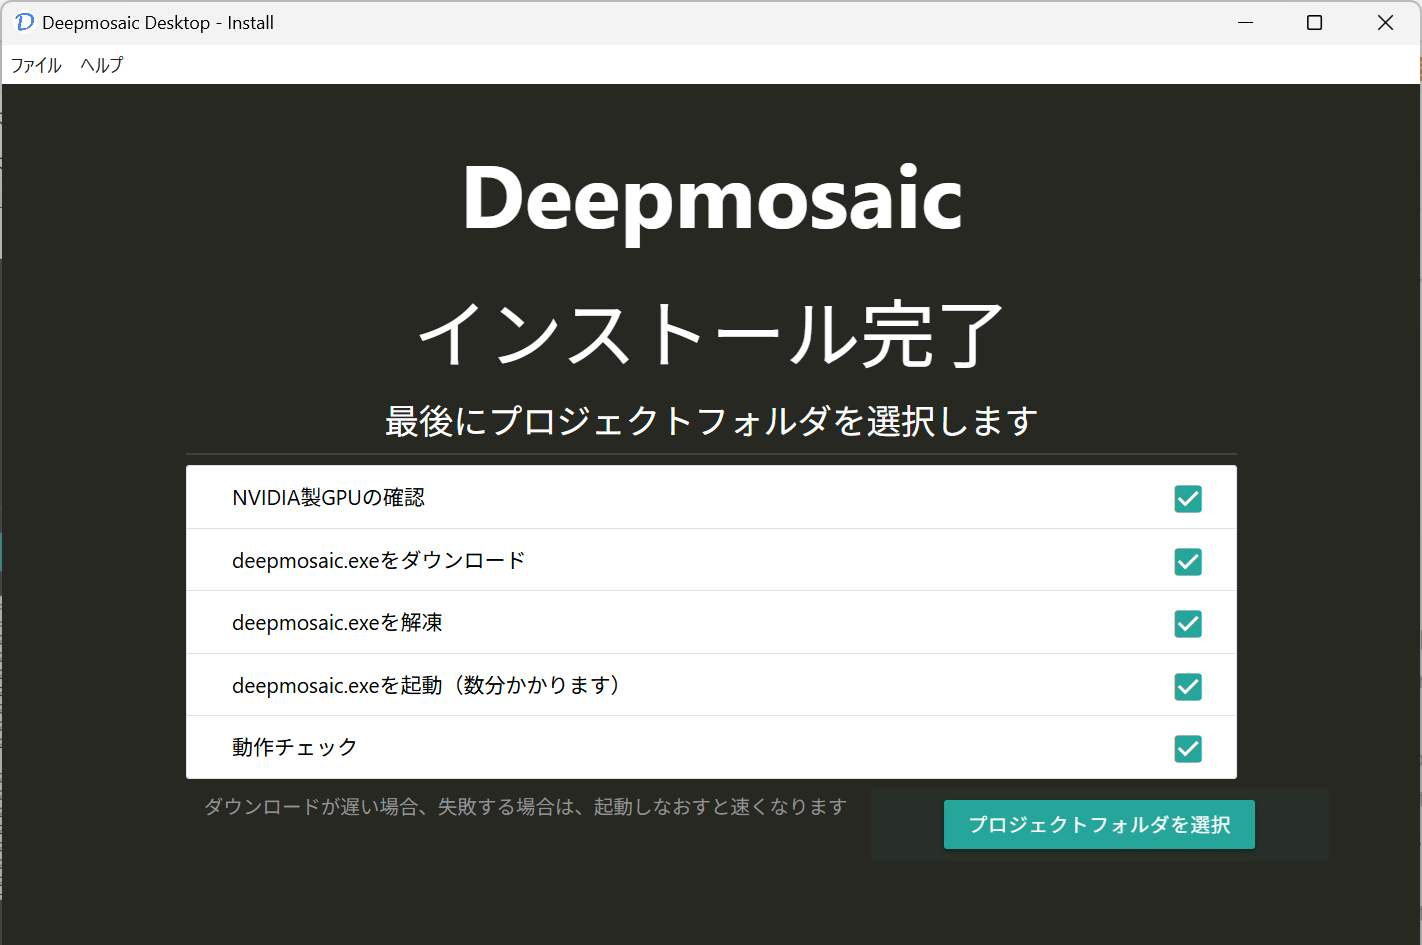 Deepmosaic Desktop - Install
ファイル ヘルプ
Deepmosaic
インストール完了
最後にプロジェクトフォルダを選択します
NVIDIA製GPUの確認
deepmosaic.exeをダウンロード
deepmosaic.exeを解凍
deepmosaic.exeを起動（数分かかります）
動作チェック
ダウンロードが遅い場合、失敗する場合は、起動しなおすと速くなります
プロジェクトフォルダを選択